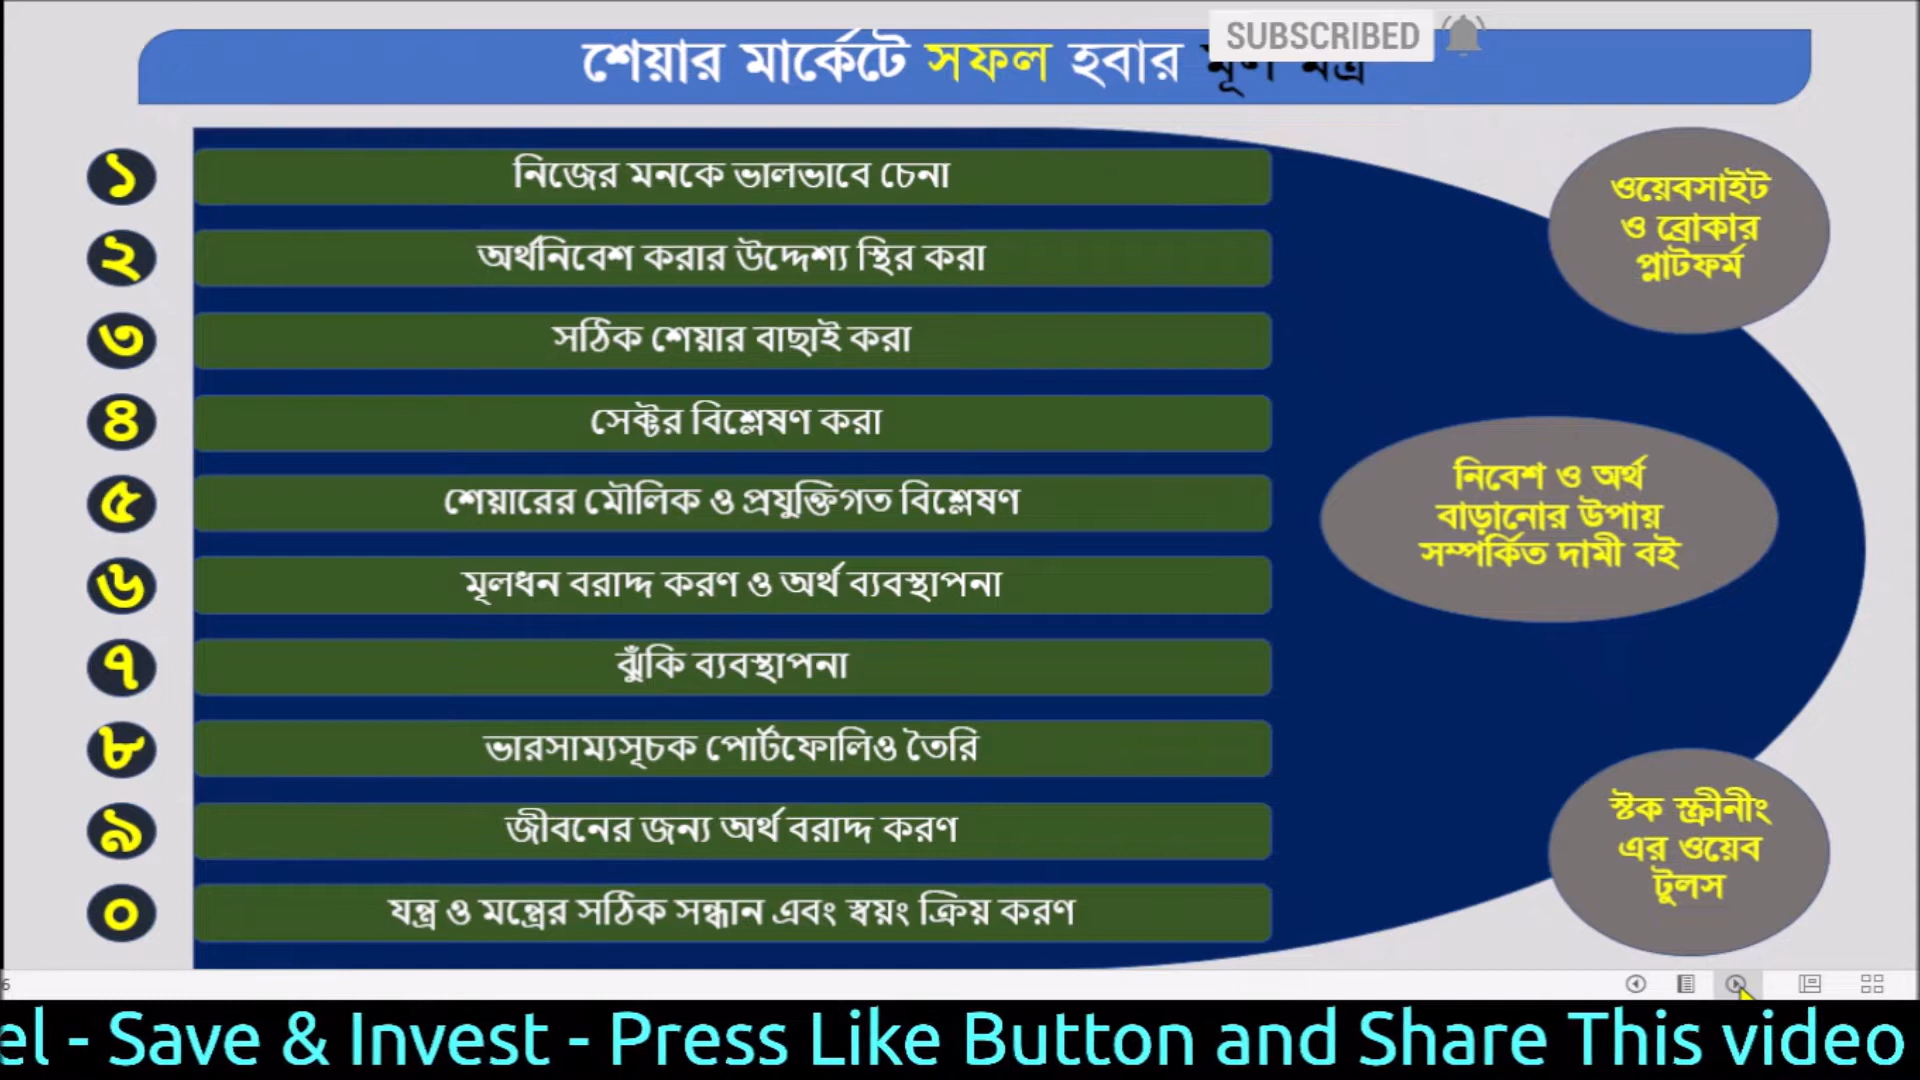 SUBSCRIBED
শেয়ার মার্কেটে সফল হবার
১ নিজের মনকে ভালভাবে চেনা
২ অর্থনিবেশ করার উদ্দেশ্য স্থির করা
৩ সঠিক শেয়ার বাছাই করা
৪ সেক্টর বিশ্লেষণ করা
৫ শেয়ারের মৌলিক ও প্রযুক্তিগত বিশ্লেষণ
৬ মূলধন বরাদ্দ করণ ও অর্থ ব্যবস্থাপনা
৭ ঝুঁকি ব্যবস্থাপনা
৮ ভারসাম্যসূচক পোর্টফোলিও তৈরি
৯ জীবনের জন্য অর্থ বরাদ্দ করণ
০ যন্ত্র ও মন্ত্রের সঠিক সন্ধান এবং স্বয়ং ক্রিয় করণ
ওয়েবসাইট
ও ব্রোকার
প্লাটফর্ম
নিবেশ ও অর্থ
বাড়ানোর উপায়
সম্পর্কিত দামী বই
স্টক স্ক্রীনীং
এর ওয়েব
টুলস
6
el - Save & Invest - Press Like Button and Share This video